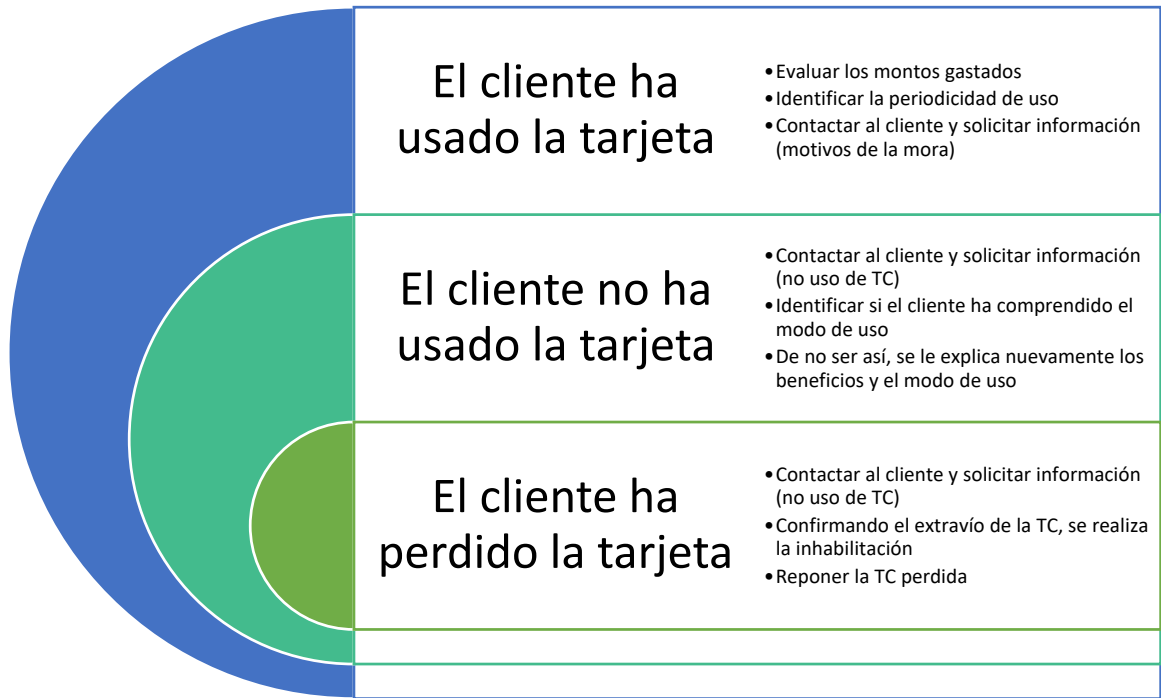 El cliente ha
usado la tarjeta
•Evaluar los montos gastados
•Identificar la periodicidad de uso
•Contactar al cliente y solicitar información
(motivos de la mora)
El cliente no ha
usado la tarjeta
•Contactar al cliente y solicitar información
(no uso de TC)
•Identificar si el cliente ha comprendido el
modo de uso
•De no ser así, se le explica nuevamente los
beneficios y el modo de uso
El cliente ha
perdido la tarjeta
•Contactar al cliente y solicitar información
(no uso de TC)
•Confirmando el extravío de la TC, se realiza
la inhabilitación
•Reponer la TC perdida